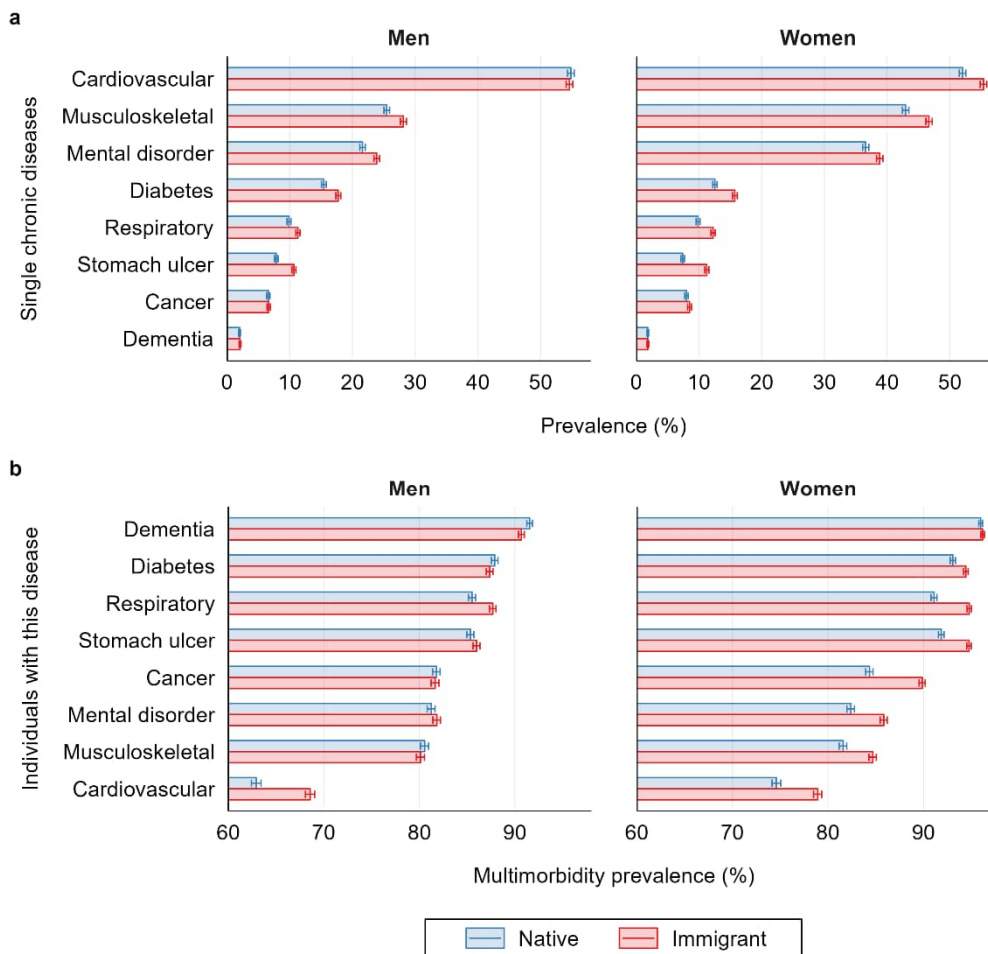 a
Men
Women
Single chronic diseases
Cardiovascular
Musculoskeletal
Mental disorder
Diabetes
Respiratory
Stomach ulcer
Cancer
Dementia
0 10 20 30 40 50
0 10 20 30 40 50
Prevalence (%)
b
Men
Women
Individuals with this disease
Dementia
Diabetes
Respiratory
Stomach ulcer
Cancer
Mental disorder
Musculoskeletal
Cardiovascular
60 70 80 90
60 70 80 90
Multimorbidity prevalence (%)
Native Immigrant